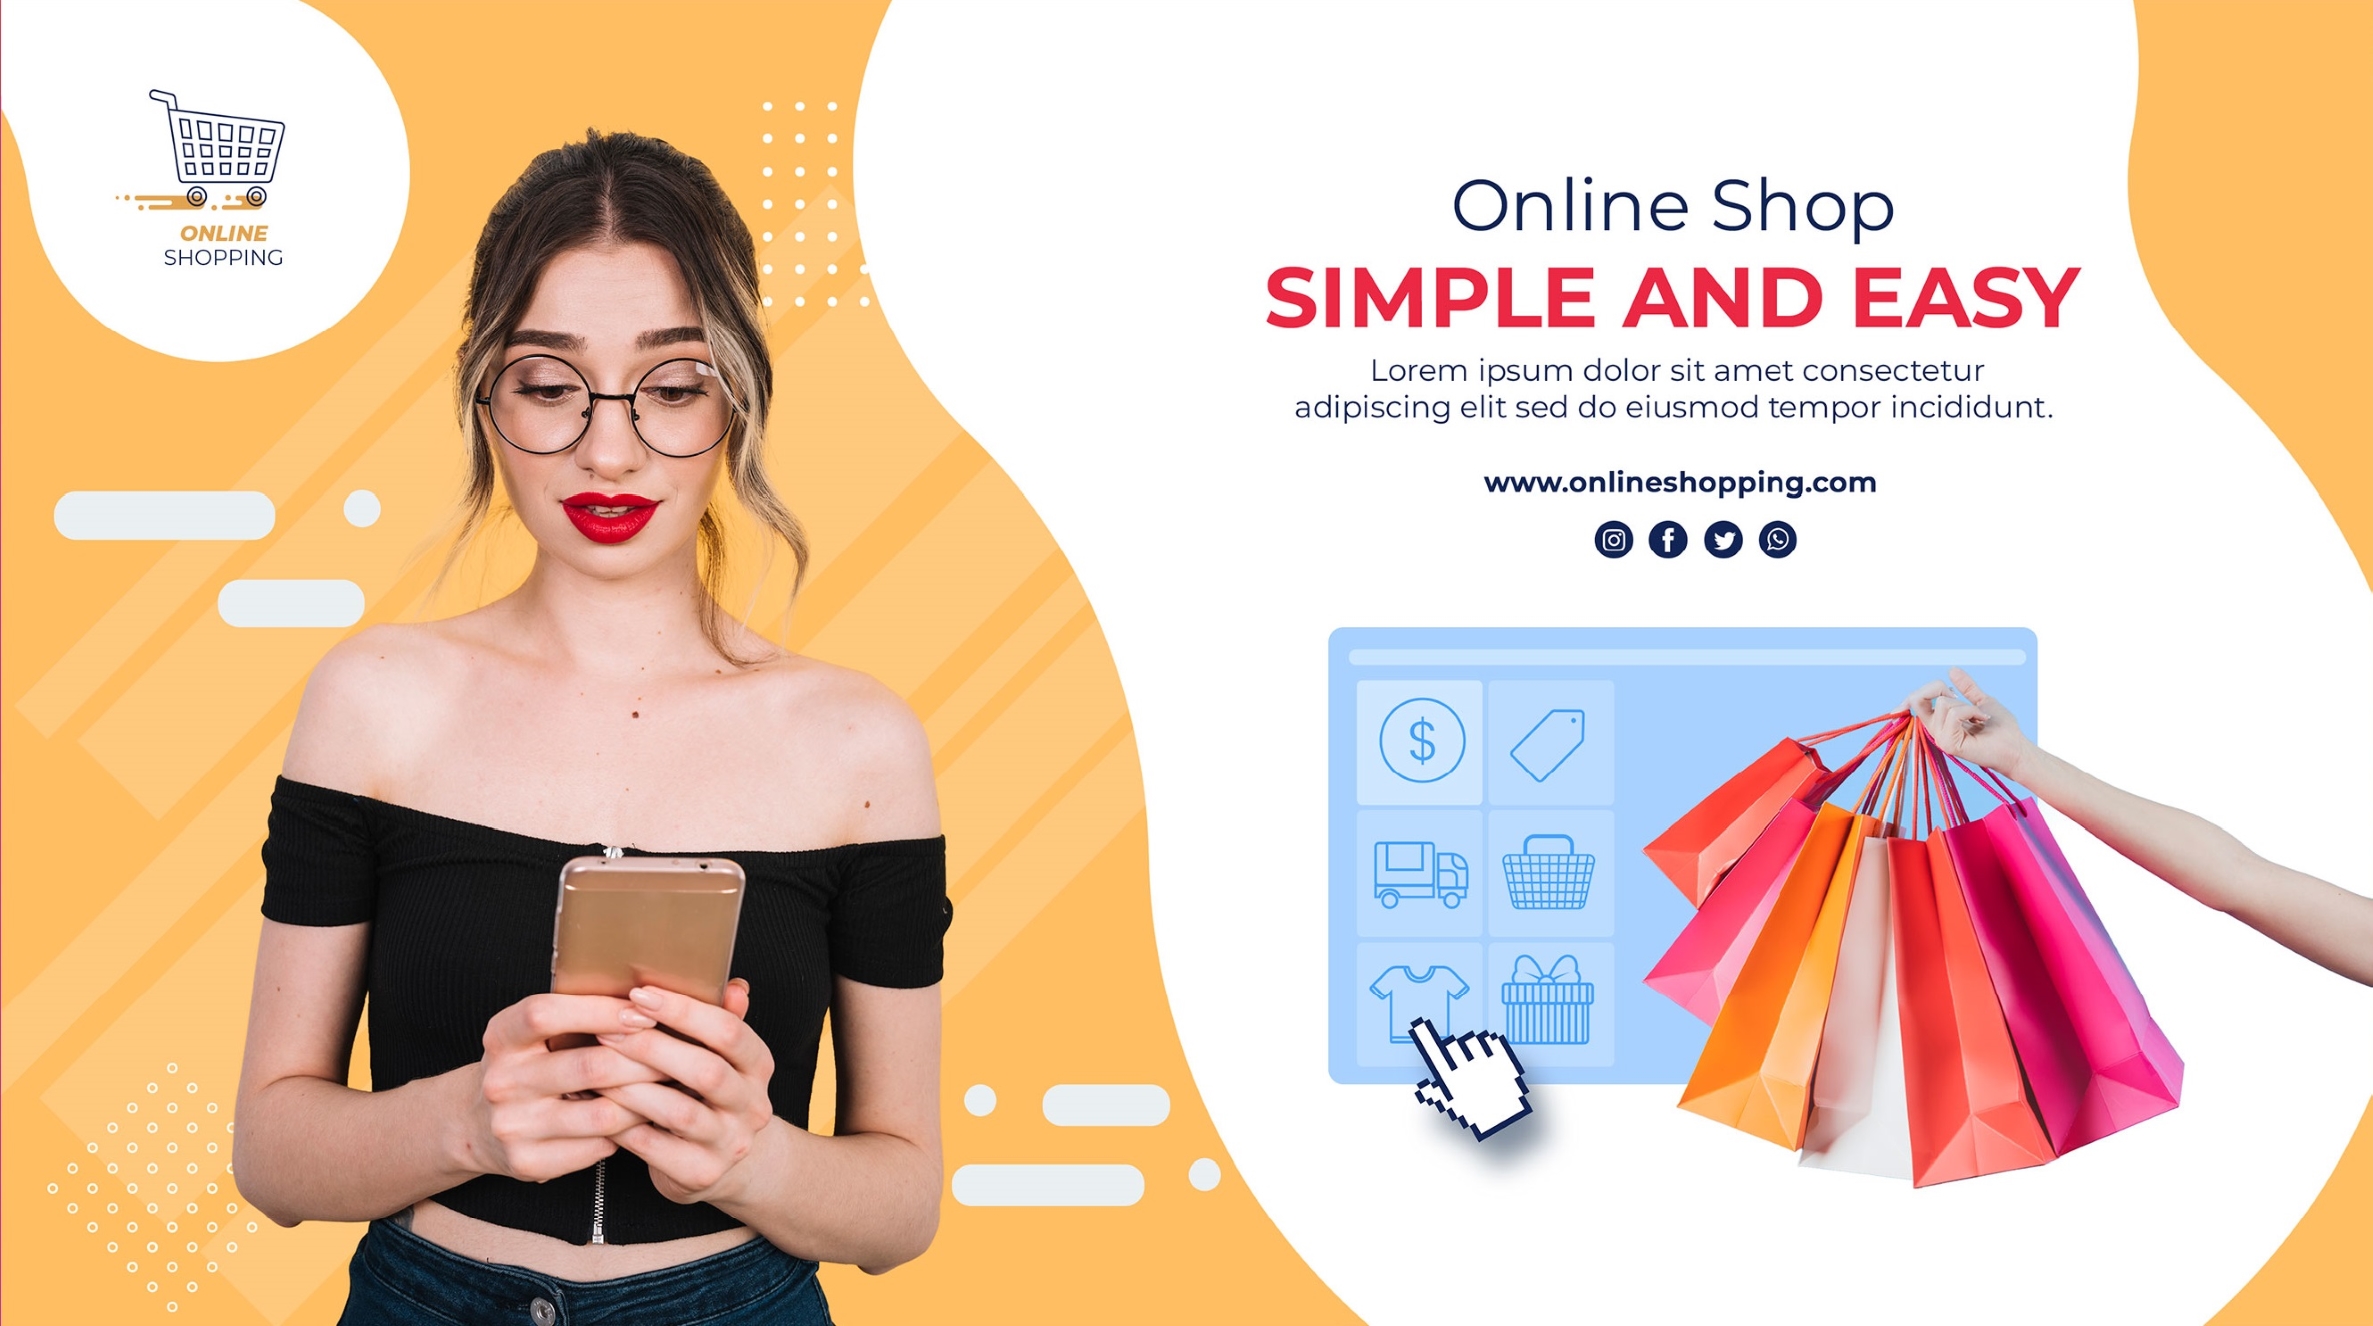 ONLINE
SHOPPING
Online Shop
SIMPLE AND EASY
Lorem ipsum dolor sit amet consectetur
adipiscing elit sed do eiusmod tempor incididunt.
www.onlineshopping.com
$